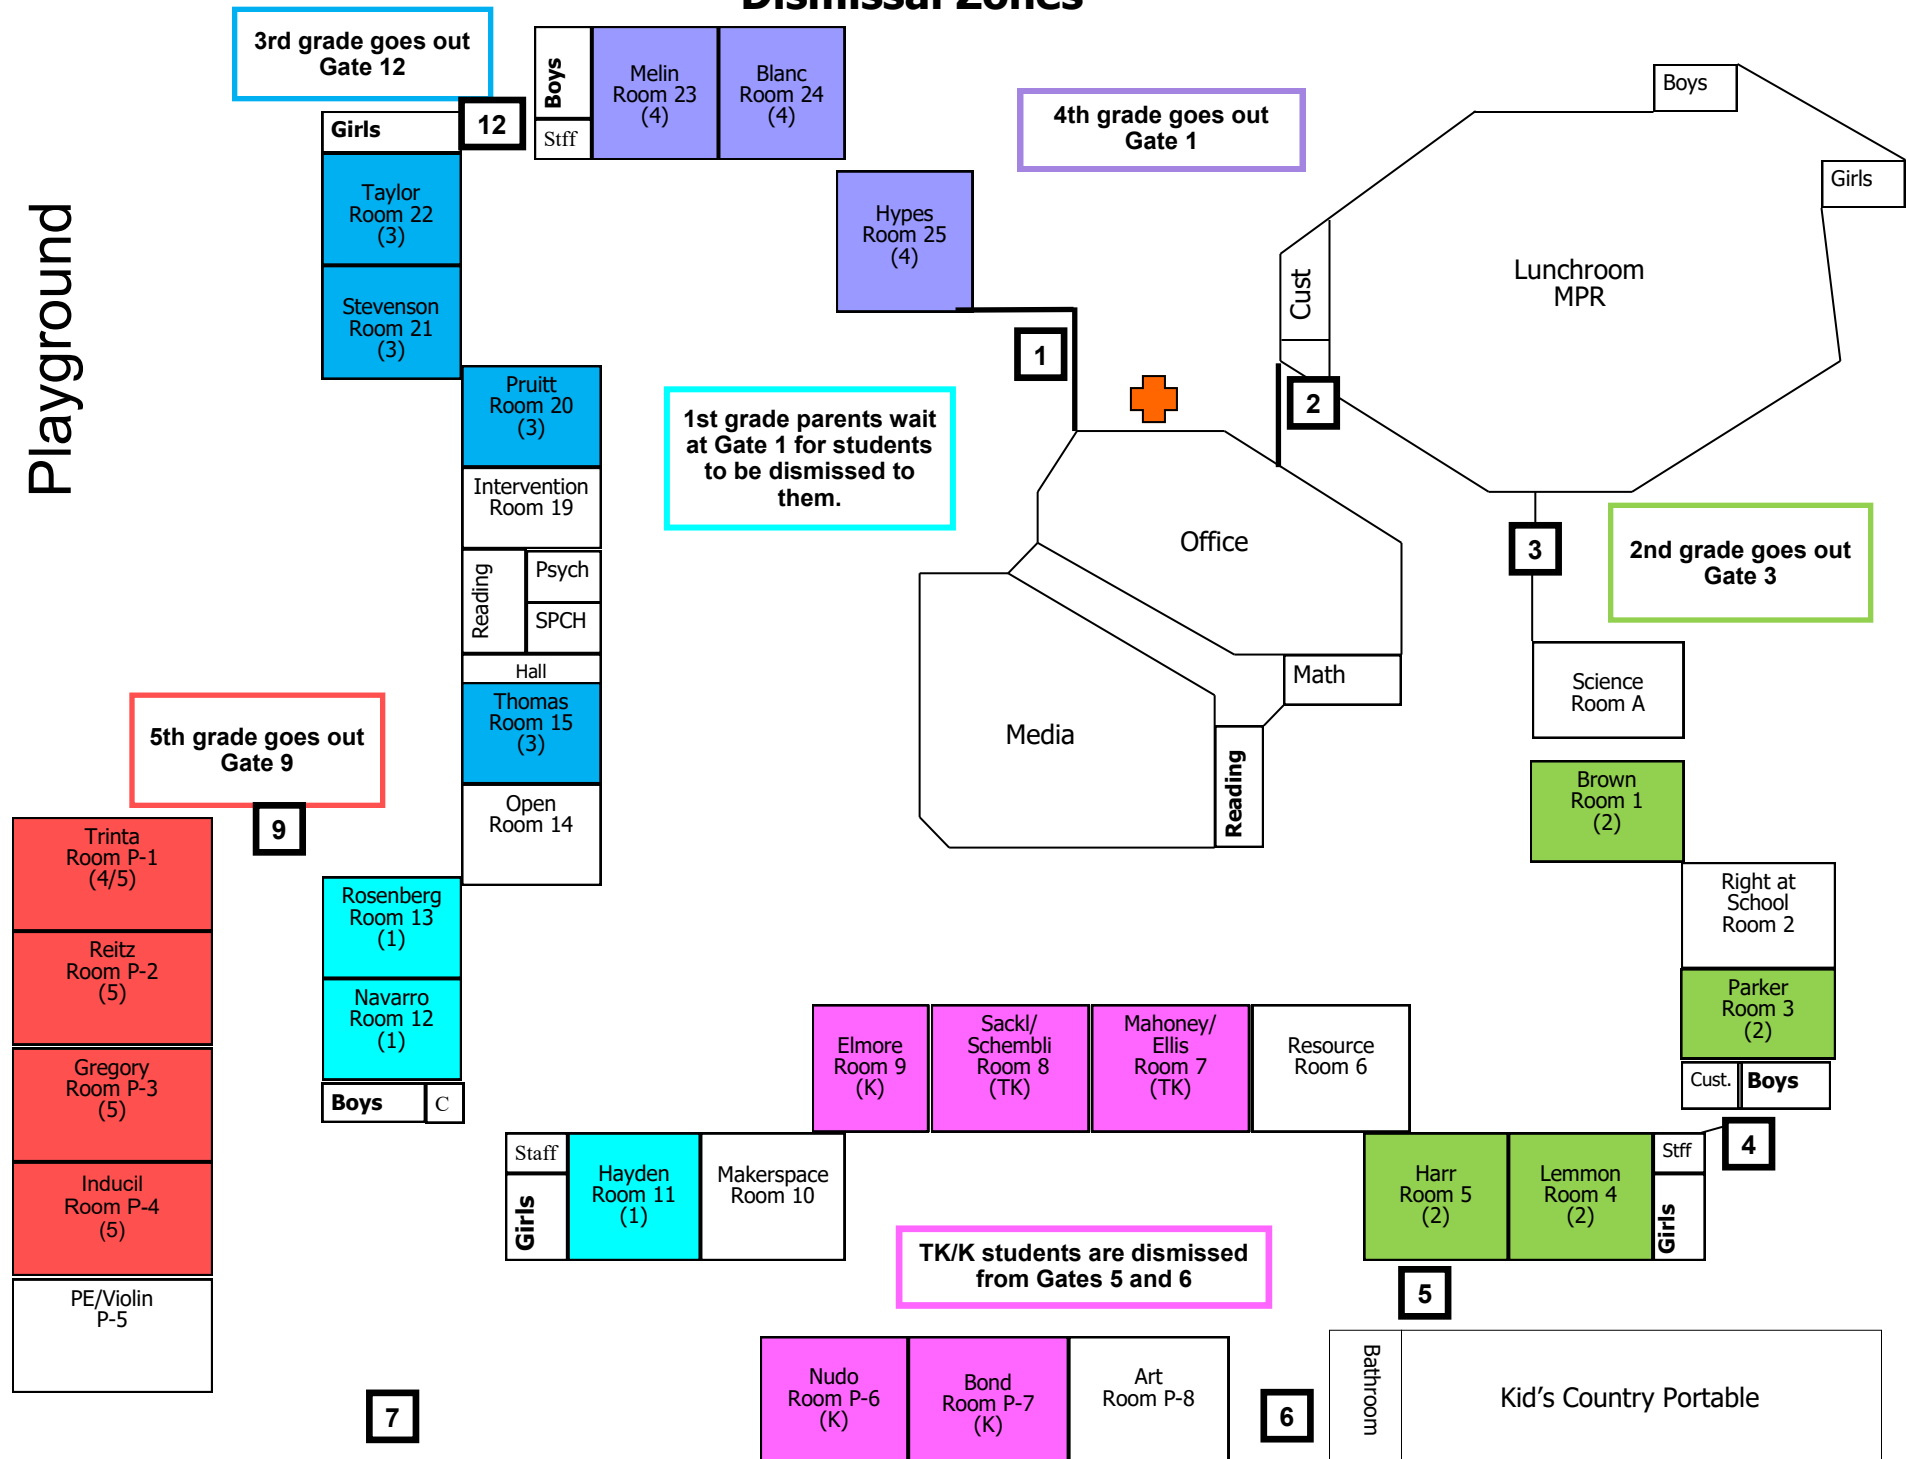 Dismissal Zones
3rd grade goes out
Gate 12
12
Girls
Boys
Stff
Melin
Room 23
(4)
Blanc
Room 24
(4)
Hypes
Room 25
(4)
4th grade goes out
Gate 1
Boys
Girls
Lunchroom
MPR
Cust
Playground
Taylor
Room 22
(3)
Stevenson
Room 21
(3)
Pruitt
Room 20
(3)
Intervention
Room 19
Reading
Psych
SPCH
Hall
Thomas
Room 15
(3)
Open
Room 14
1st grade parents wait
at Gate 1 for students
to be dismissed to
them.
1
2
Office
Math
Media
Reading
3
2nd grade goes out
Gate 3
Science
Room A
Brown
Room 1
(2)
Right at
School
Room 2
Parker
Room 3
(2)
Cust.
Boys
4
5th grade goes out
Gate 9
9
Trinta
Room P-1
(4/5)
Reitz
Room P-2
(5)
Gregory
Room P-3
(5)
Inducil
Room P-4
(5)
PE/Violin
P-5
Rosenberg
Room 13
(1)
Navarro
Room 12
(1)
Boys
C
Staff
Girls
Hayden
Room 11
(1)
Makerspace
Room 10
Elmore
Room 9
(K)
Sackl/
Schembli
Room 8
(TK)
Mahoney/
Ellis
Room 7
(TK)
Resource
Room 6
Harr
Room 5
(2)
Lemmon
Room 4
(2)
Stff
Girls
TK/K students are dismissed
from Gates 5 and 6
5
7
Nudo
Room P-6
(K)
Bond
Room P-7
(K)
Art
Room P-8
6
Bathroom
Kid's Country Portable